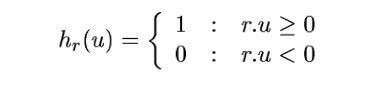 h_r(u) = { 1 : r.u ≥ 0
0 : r.u < 0